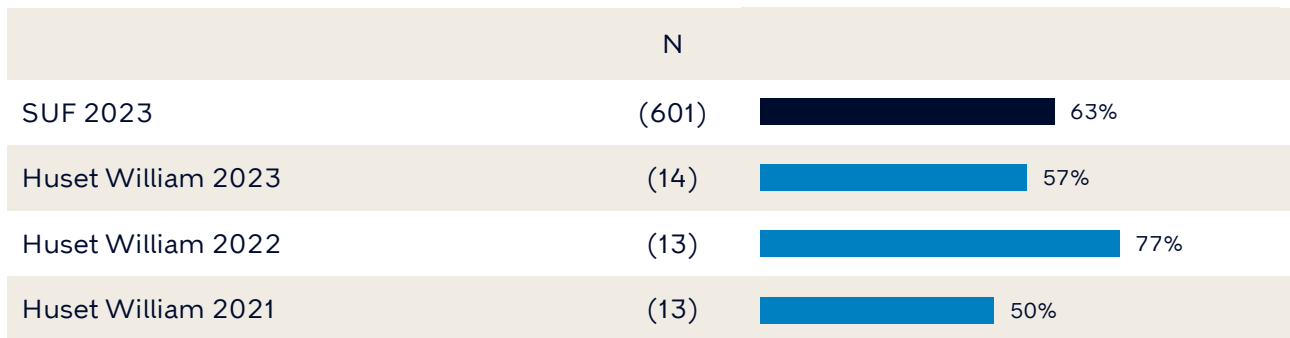 N
SUF 2023 (601) 63%
Huset William 2023 (14) 57%
Huset William 2022 (13) 77%
Huset William 2021 (13) 50%